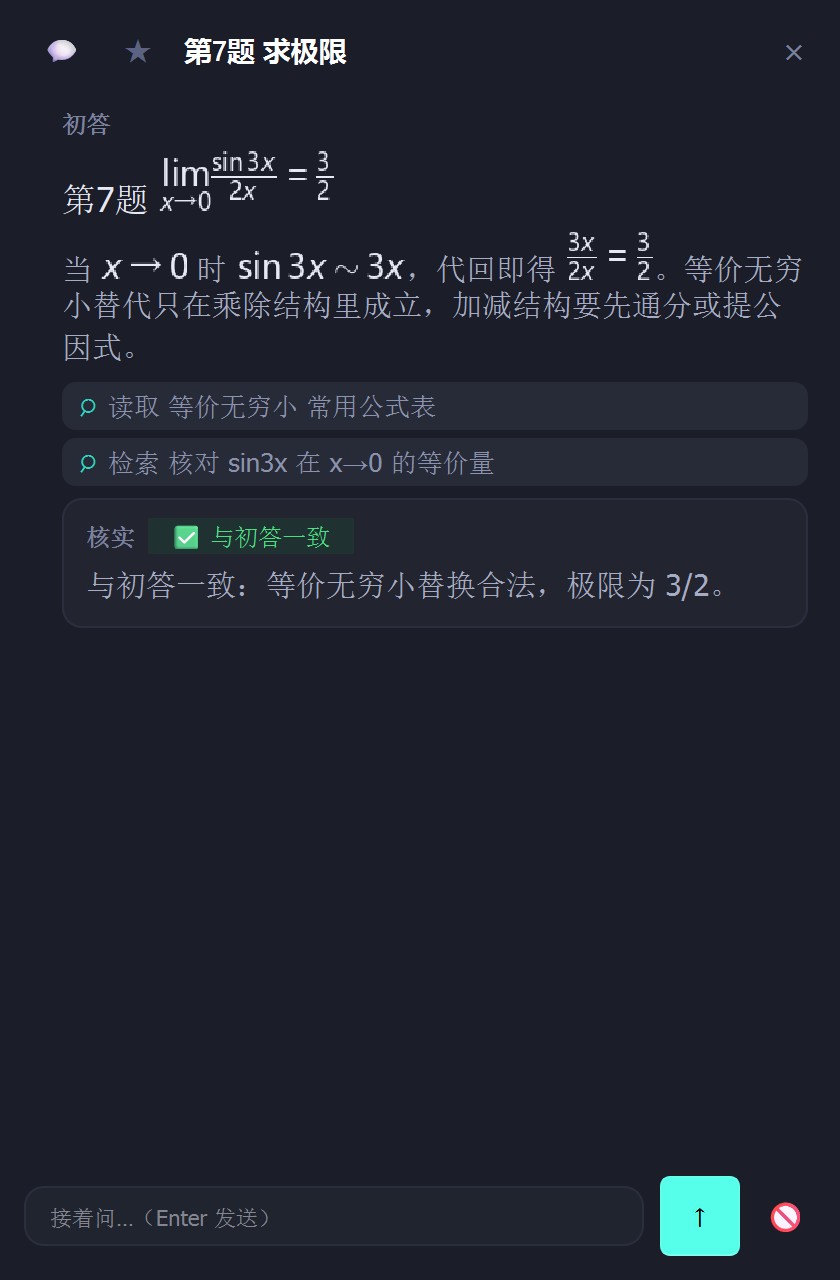 第7题 求极限
初答
第7题 lim x→0 sin 3x / 2x = 3/2
当 x → 0 时 sin 3x ~ 3x，代回即得 3x/2x = 3/2。等价无穷
小替代只在乘除结构里成立，加减结构要先通分或提公
因式。
读取 等价无穷小 常用公式表
检索 核对 sin3x 在 x→0 的等价量
核实 ✅ 与初答一致
与初答一致：等价无穷小替换合法，极限为 3/2。
接着问...（Enter 发送）
↑